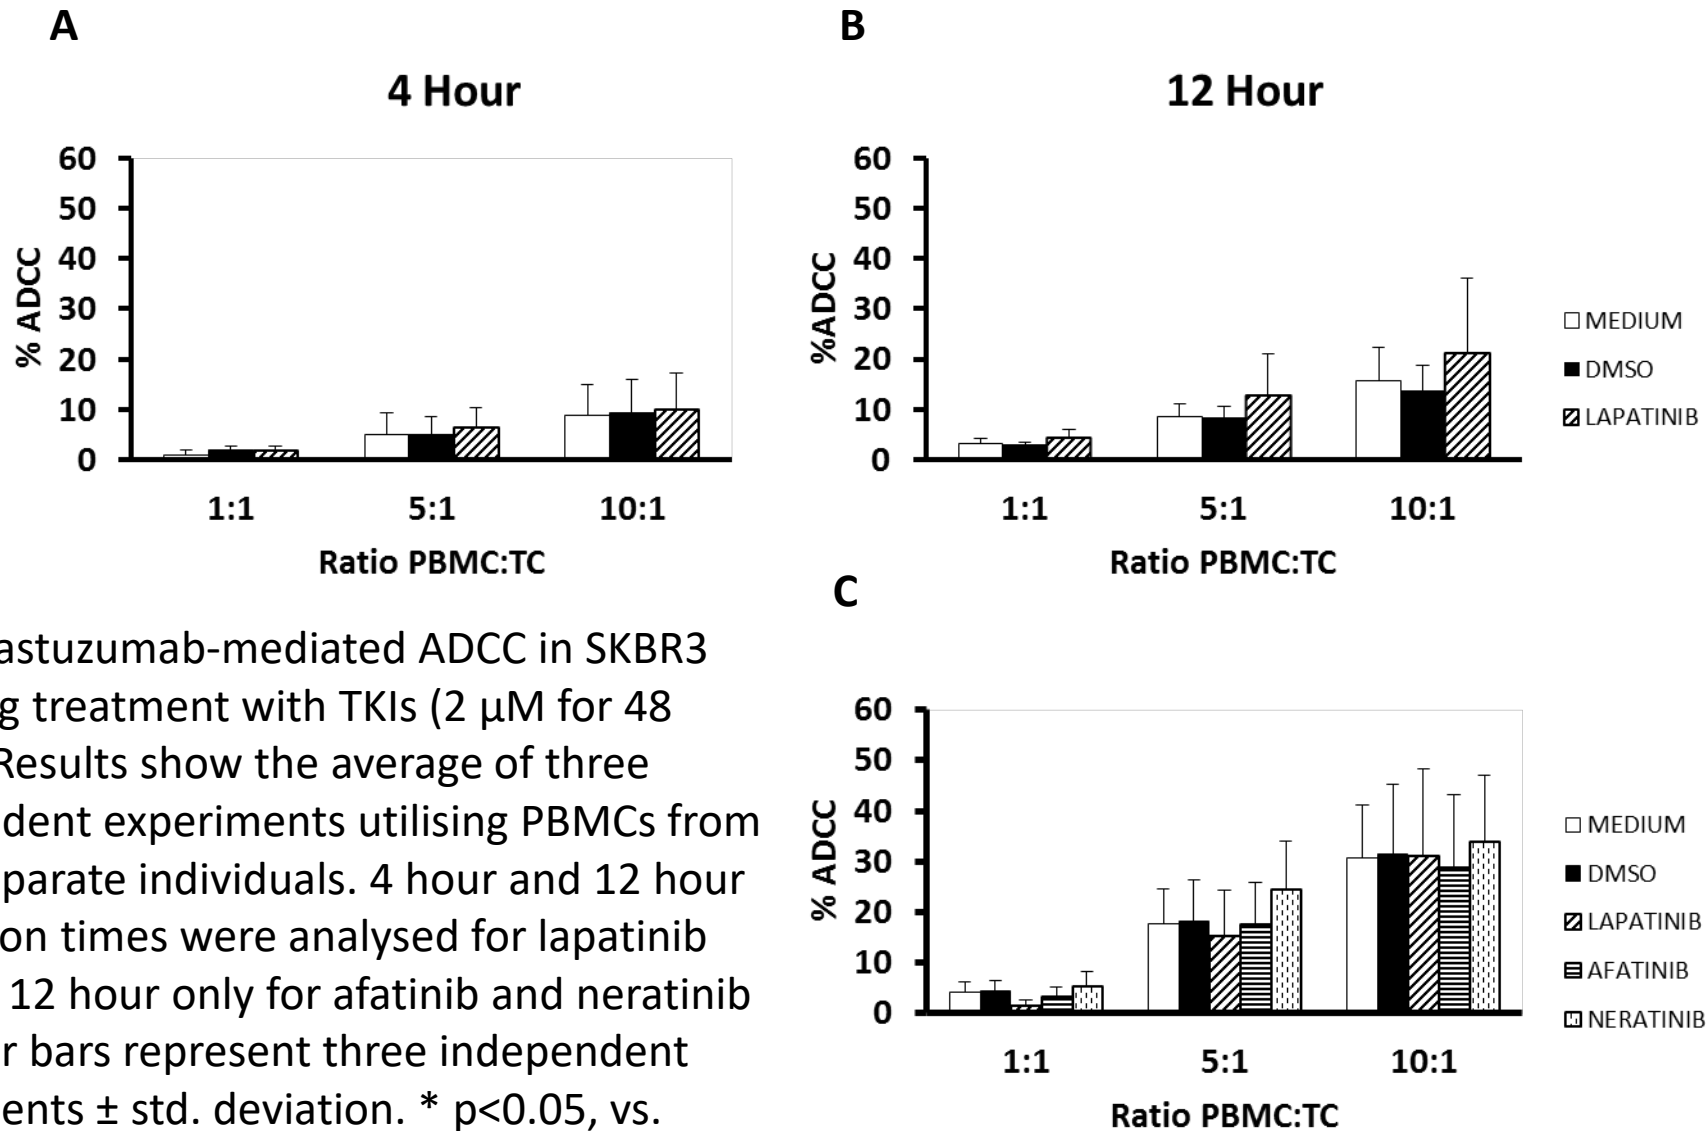 A
4 Hour
60
50
40
30
20
10
0
% ADCC
1:1 5:1 10:1
Ratio PBMC:TC
B
12 Hour
60
50
40
30
20
10
0
%ADCC
1:1 5:1 10:1
Ratio PBMC:TC
MEDIUM
DMSO
LAPATINIB
astuzumab-mediated ADCC in SKBR3
g treatment with TKIs (2 µM for 48
Results show the average of three
dent experiments utilising PBMCs from
parate individuals. 4 hour and 12 hour
on times were analysed for lapatinib
12 hour only for afatinib and neratinib
r bars represent three independent
ents ± std. deviation. * p<0.05, vs.
C
60
50
40
30
20
10
0
% ADCC
1:1 5:1 10:1
Ratio PBMC:TC
MEDIUM
DMSO
LAPATINIB
AFATINIB
NERATINIB